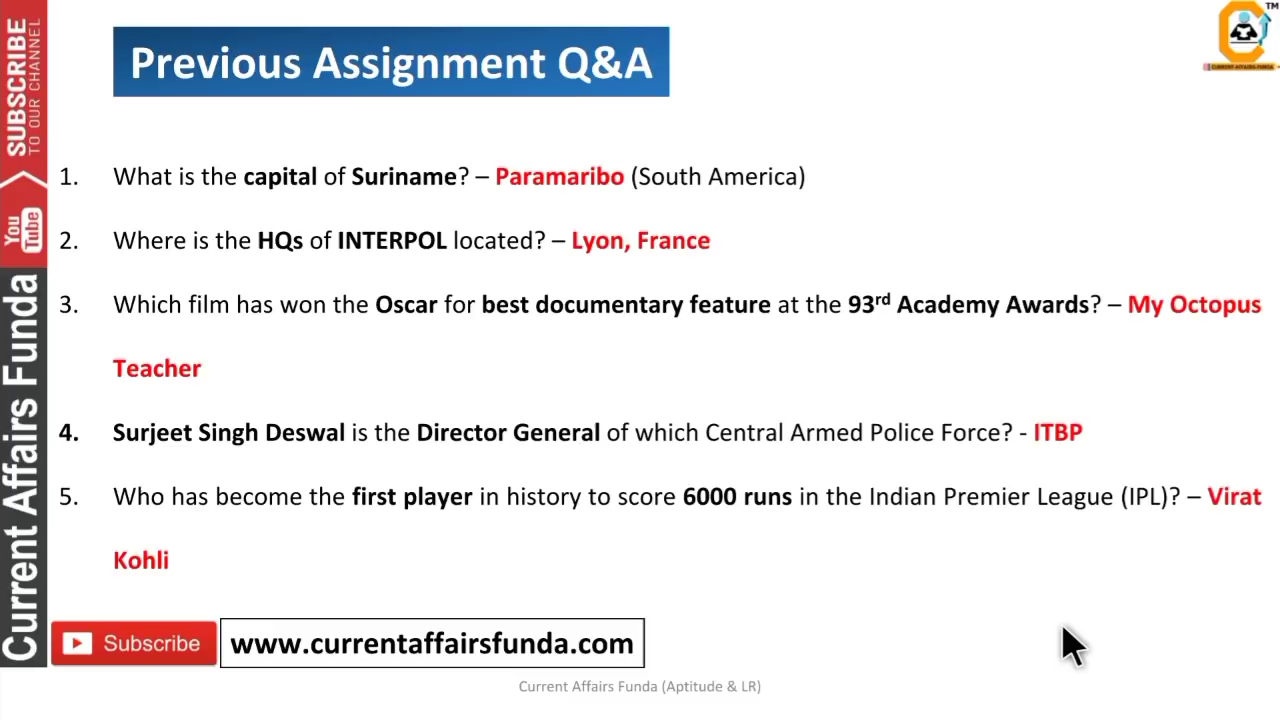 Previous Assignment Q&A
TM
CURRENT AFFAIRS FUNDA
SUBSCRIBE
TO OUR CHANNEL
You
Tube
Current Affairs Funda
1. What is the capital of Suriname? – Paramaribo (South America)
2. Where is the HQs of INTERPOL located? – Lyon, France
3. Which film has won the Oscar for best documentary feature at the 93rd Academy Awards? – My Octopus
Teacher
4. Surjeet Singh Deswal is the Director General of which Central Armed Police Force? - ITBP
5. Who has become the first player in history to score 6000 runs in the Indian Premier League (IPL)? – Virat
Kohli
Subscribe
www.currentaffairsfunda.com
Current Affairs Funda (Aptitude & LR)